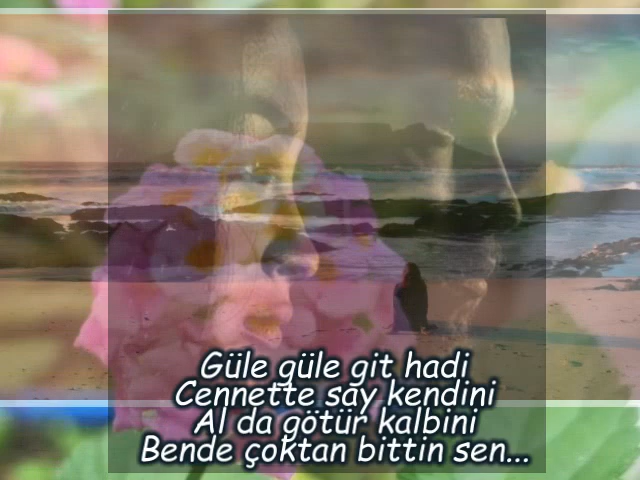 Güle güle git hadi
Cennette say kendini
Al da götür kalbini
Bende çoktan bittin sen...